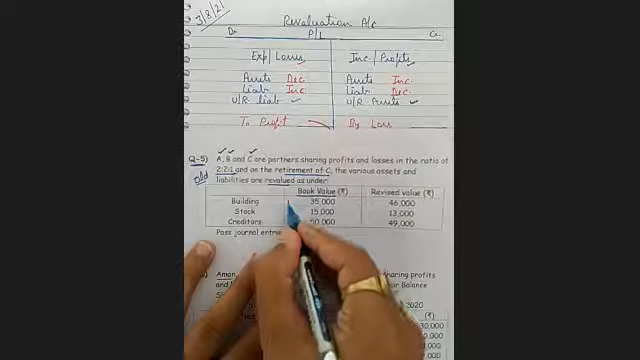 3/8/21
Revaluation A/c
Dr. P/L Cr.
Exp/Losses Inc./Profits
Assets Dec. Assets Inc.
Liab Inc. Liab Dec.
U/R liab U/R Assets
To Profit By Loss
Q-5) A, B and C are partners sharing profits and losses in the ratio of
old 2:2:1 and on the retirement of C, the various assets and
liabilities are revalued as under:
Book Value (₹) Revised value (₹)
Building 35,000 46,000
Stock 15,000 13,000
Creditors 50,000 49,000
Pass journal
Aman, sharing profits
Balance
2020
(₹)